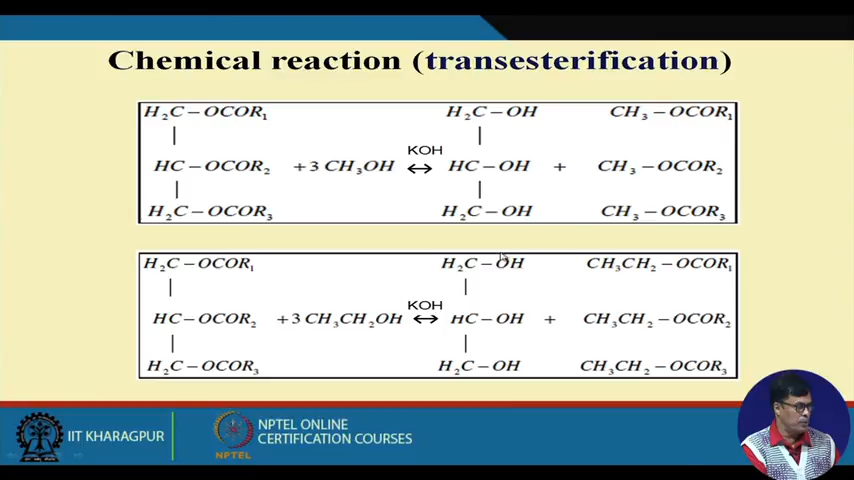 Chemical reaction (transesterification)
H₂C – OCOR₁ H₂C – OH CH₃ – OCOR₁
| |
KOH
HC – OCOR₂ + 3 CH₃OH ↔ HC – OH + CH₃ – OCOR₂
| |
H₂C – OCOR₃ H₂C – OH CH₃ – OCOR₃
H₂C – OCOR₁ H₂C – OH CH₃CH₂ – OCOR₁
| |
KOH
HC – OCOR₂ + 3 CH₃CH₂OH ↔ HC – OH + CH₃CH₂ – OCOR₂
| |
H₂C – OCOR₃ H₂C – OH CH₃CH₂ – OCOR₃
IIT KHARAGPUR
NPTEL
NPTEL ONLINE
CERTIFICATION COURSES